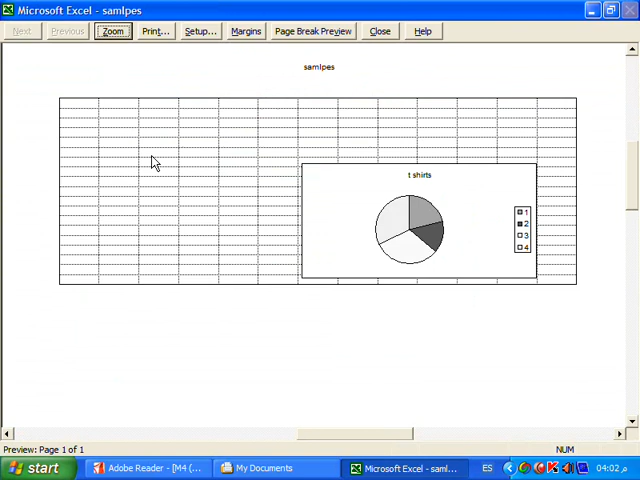 Microsoft Excel - samlpes
Next Previous Zoom Print... Setup... Margins Page Break Preview Close Help
samlpes
t shirts
1
2
3
4
Preview: Page 1 of 1 NUM
start Adobe Reader - [M4 (... My Documents Microsoft Excel - saml... ES 04:02 م